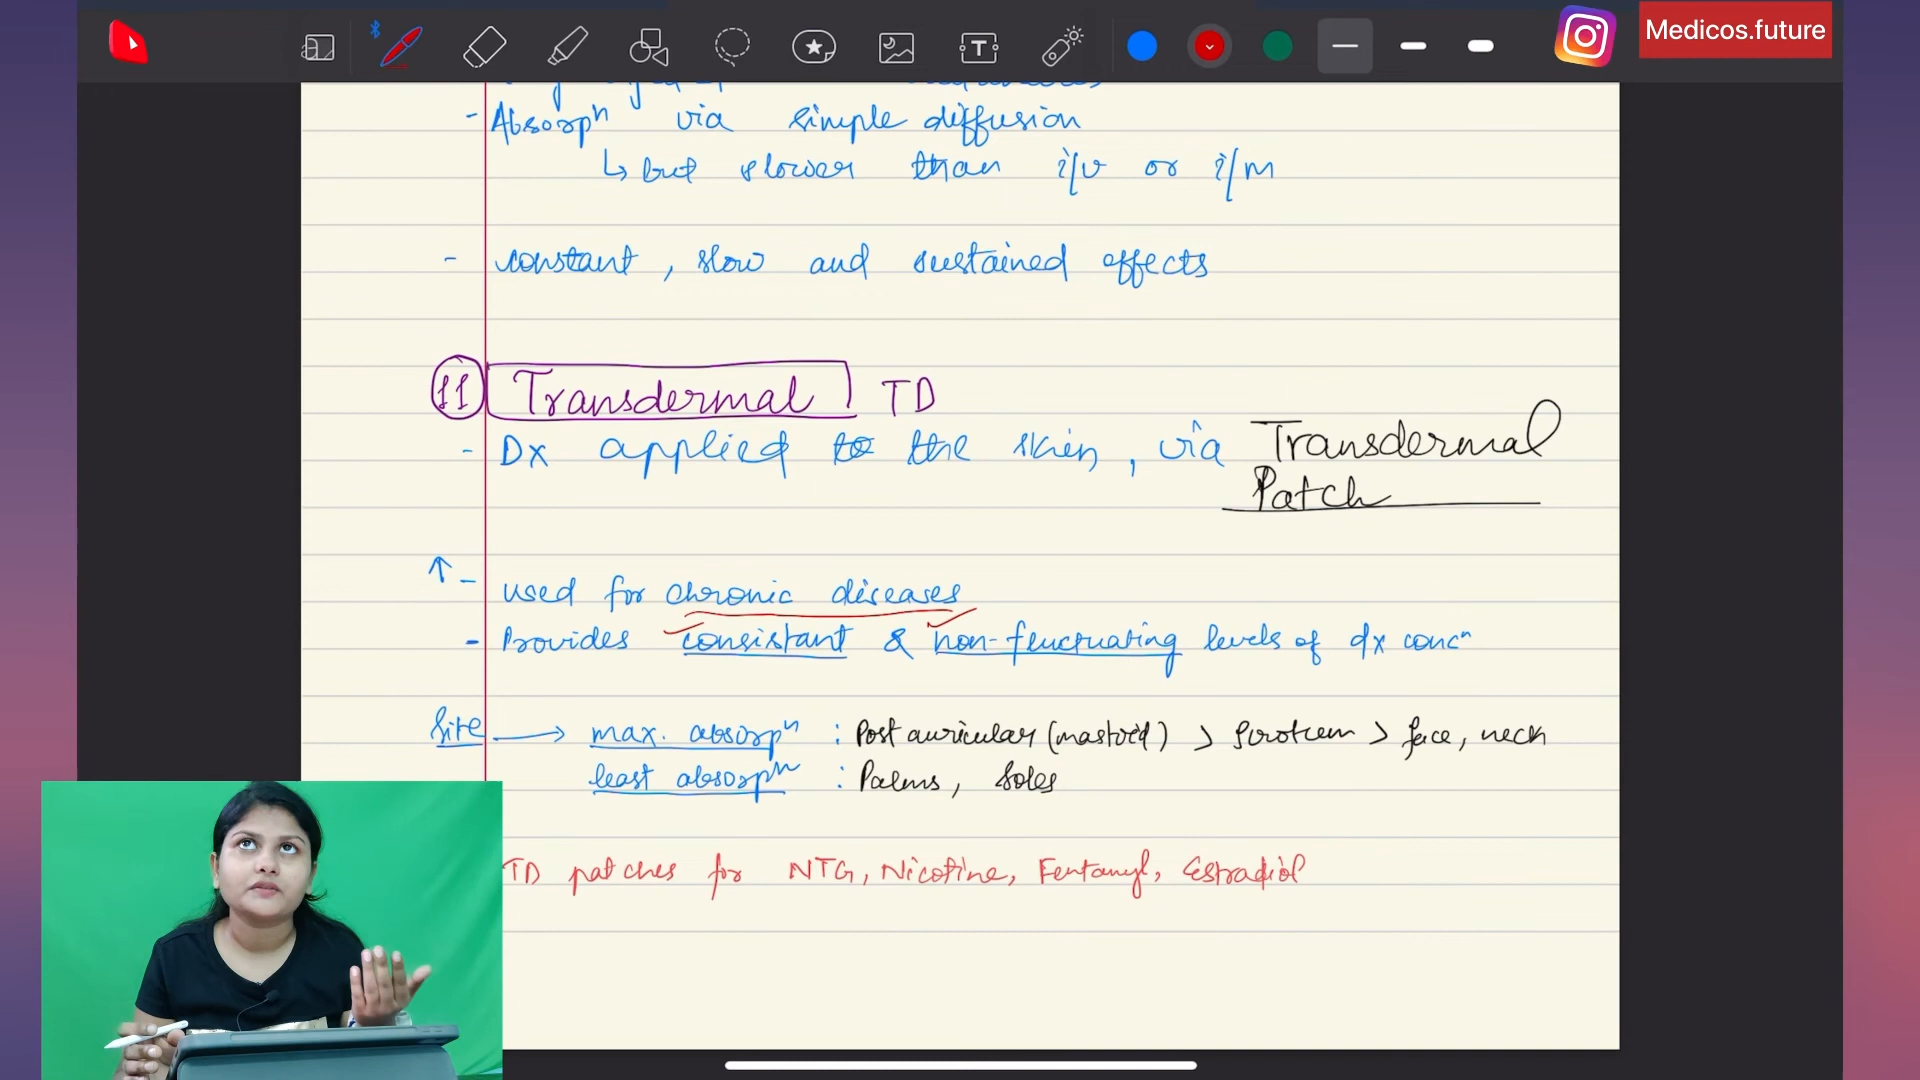 Medicos.future
- Absorpⁿ via simple diffusion
↳ but slower than i/v or i/m
- constant, slow and sustained effects
11 Transdermal TD
- Dx applied to the skin, via Transdermal
Patch
↑ - used for chronic diseases
- Provides consistant & non-fluctuating levels of dx concⁿ
Site → max. absorpⁿ : Post auricular (mastoid) > scrotum > face, neck
least absorpⁿ : Palms, Soles
TD patches for NTG, Nicotine, Fentanyl, Estradiol